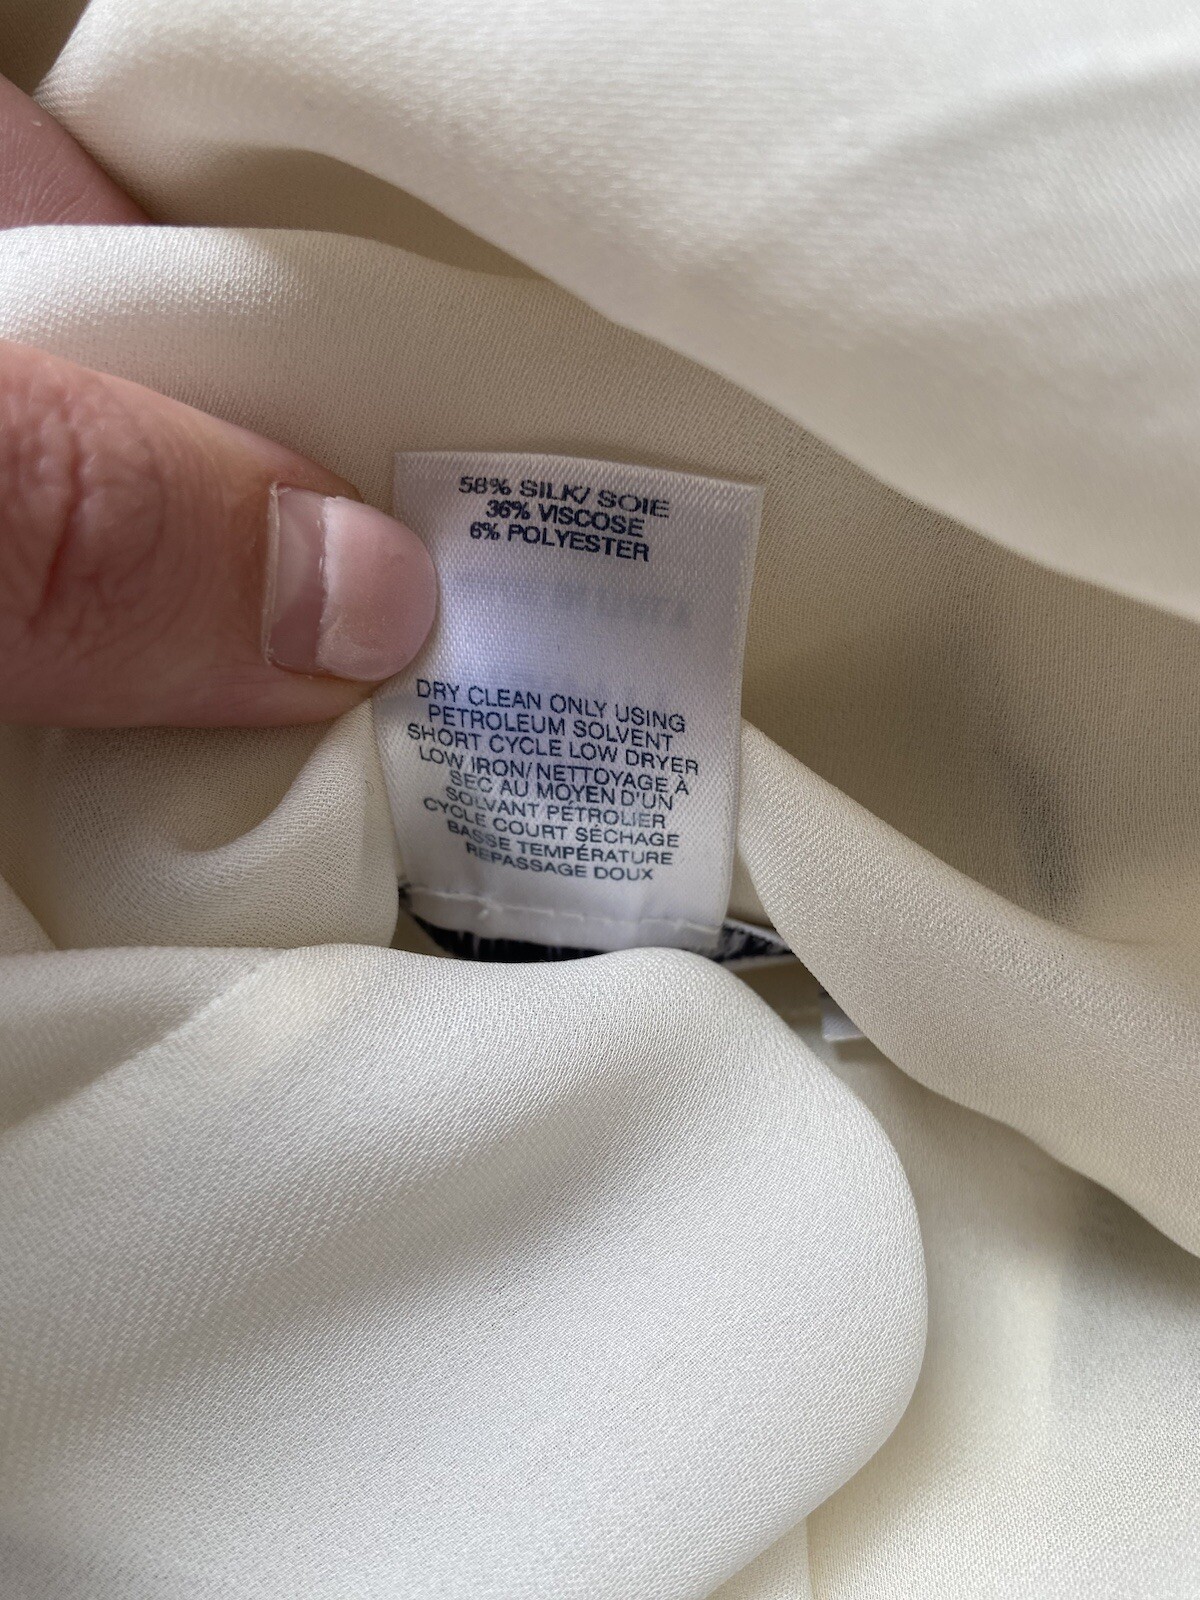 58% SILK/ SOIE
36% VISCOSE
6% POLYESTER
DRY CLEAN ONLY USING
PETROLEUM SOLVENT
SHORT CYCLE LOW DRYER
LOW IRON/NETTOYAGE À
SEC AU MOYEN D'UN
SOLVANT PÉTROLIER
CYCLE COURT SÉCHAGE
BASSE TEMPÉRATURE
REPASSAGE DOUX